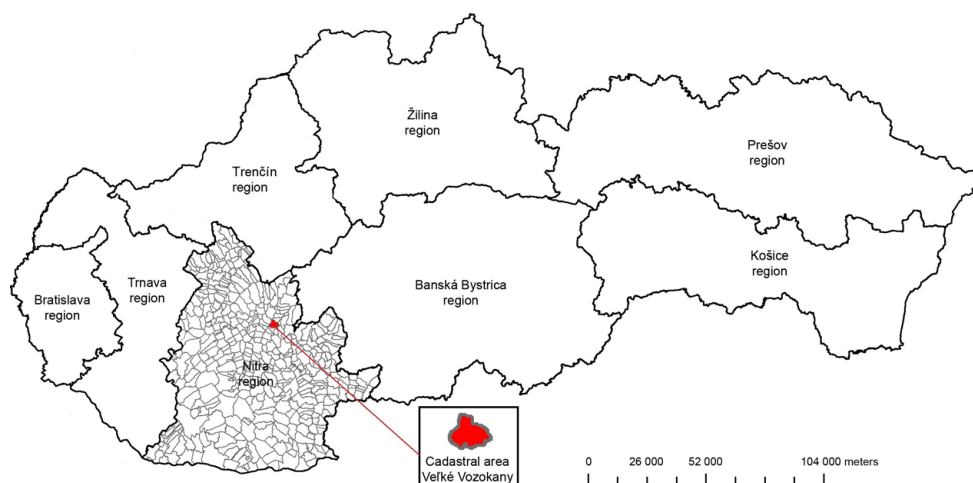 Žilina
region
Prešov
region
Trenčín
region
Košice
region
Trnava
region
Banská Bystrica
region
Bratislava
region
Nitra
region
Cadastral area
Veľké Vozokany
0 26 000 52 000 104 000 meters